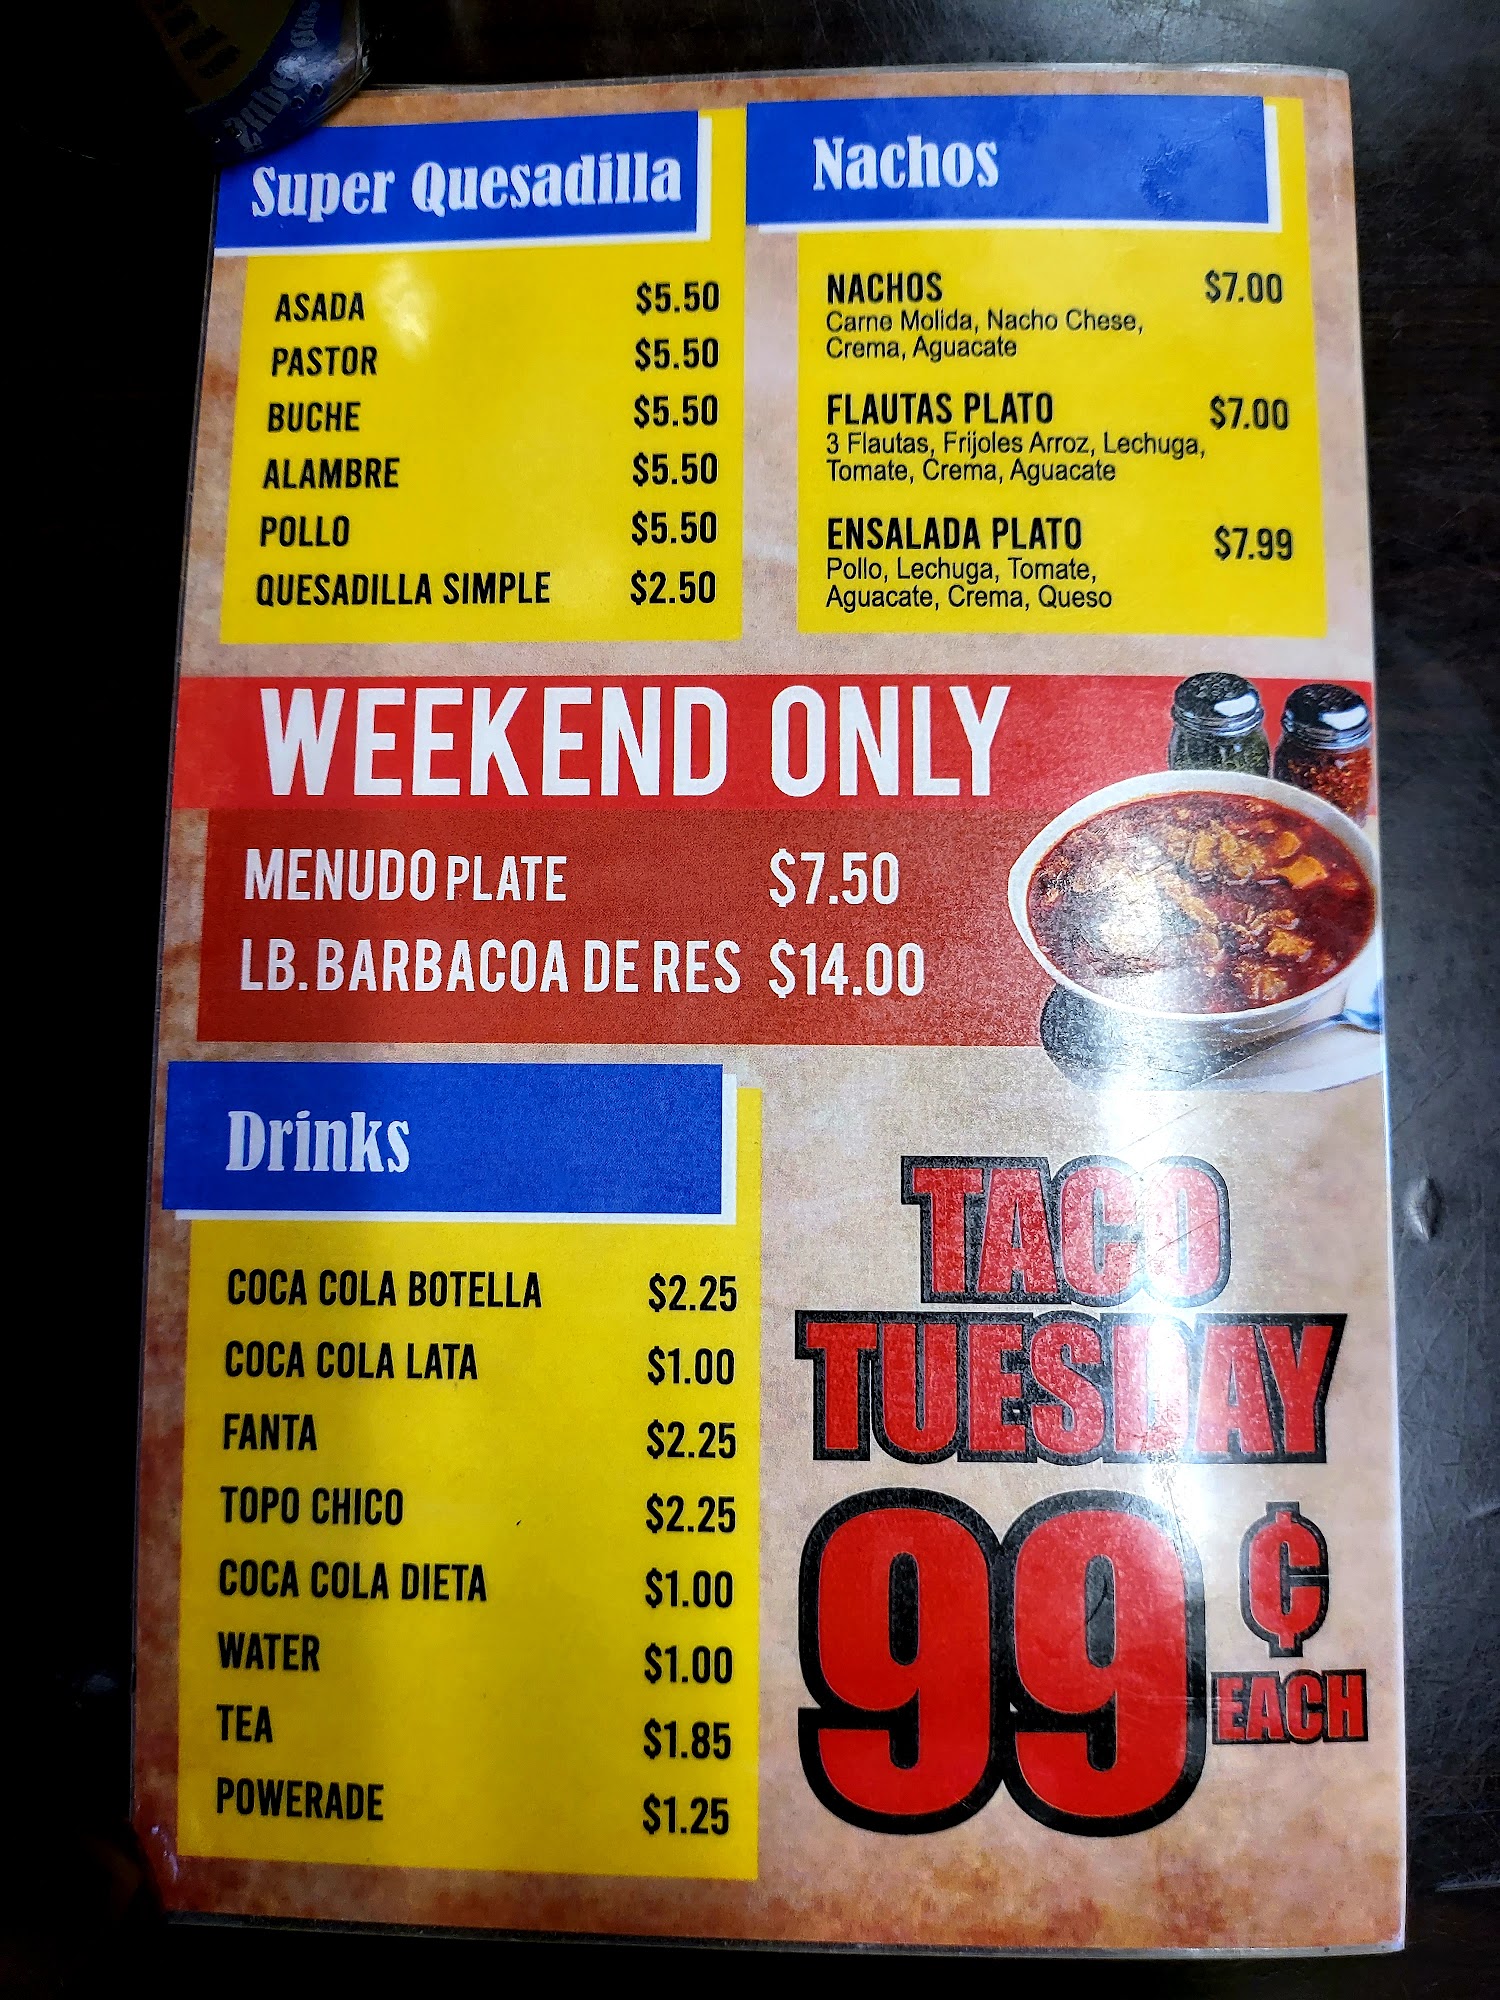 Super Quesadilla
ASADA $5.50
PASTOR $5.50
BUCHE $5.50
ALAMBRE $5.50
POLLO $5.50
QUESADILLA SIMPLE $2.50
Nachos
NACHOS $7.00
Carne Molida, Nacho Chese,
Crema, Aguacate
FLAUTAS PLATO $7.00
3 Flautas, Frijoles Arroz, Lechuga,
Tomate, Crema, Aguacate
ENSALADA PLATO $7.99
Pollo, Lechuga, Tomate,
Aguacate, Crema, Queso
WEEKEND ONLY
MENUDO PLATE $7.50
LB. BARBACOA DE RES $14.00
Drinks
COCA COLA BOTELLA $2.25
COCA COLA LATA $1.00
FANTA $2.25
TOPO CHICO $2.25
COCA COLA DIETA $1.00
WATER $1.00
TEA $1.85
POWERADE $1.25
TACO
TUESDAY
99¢
EACH